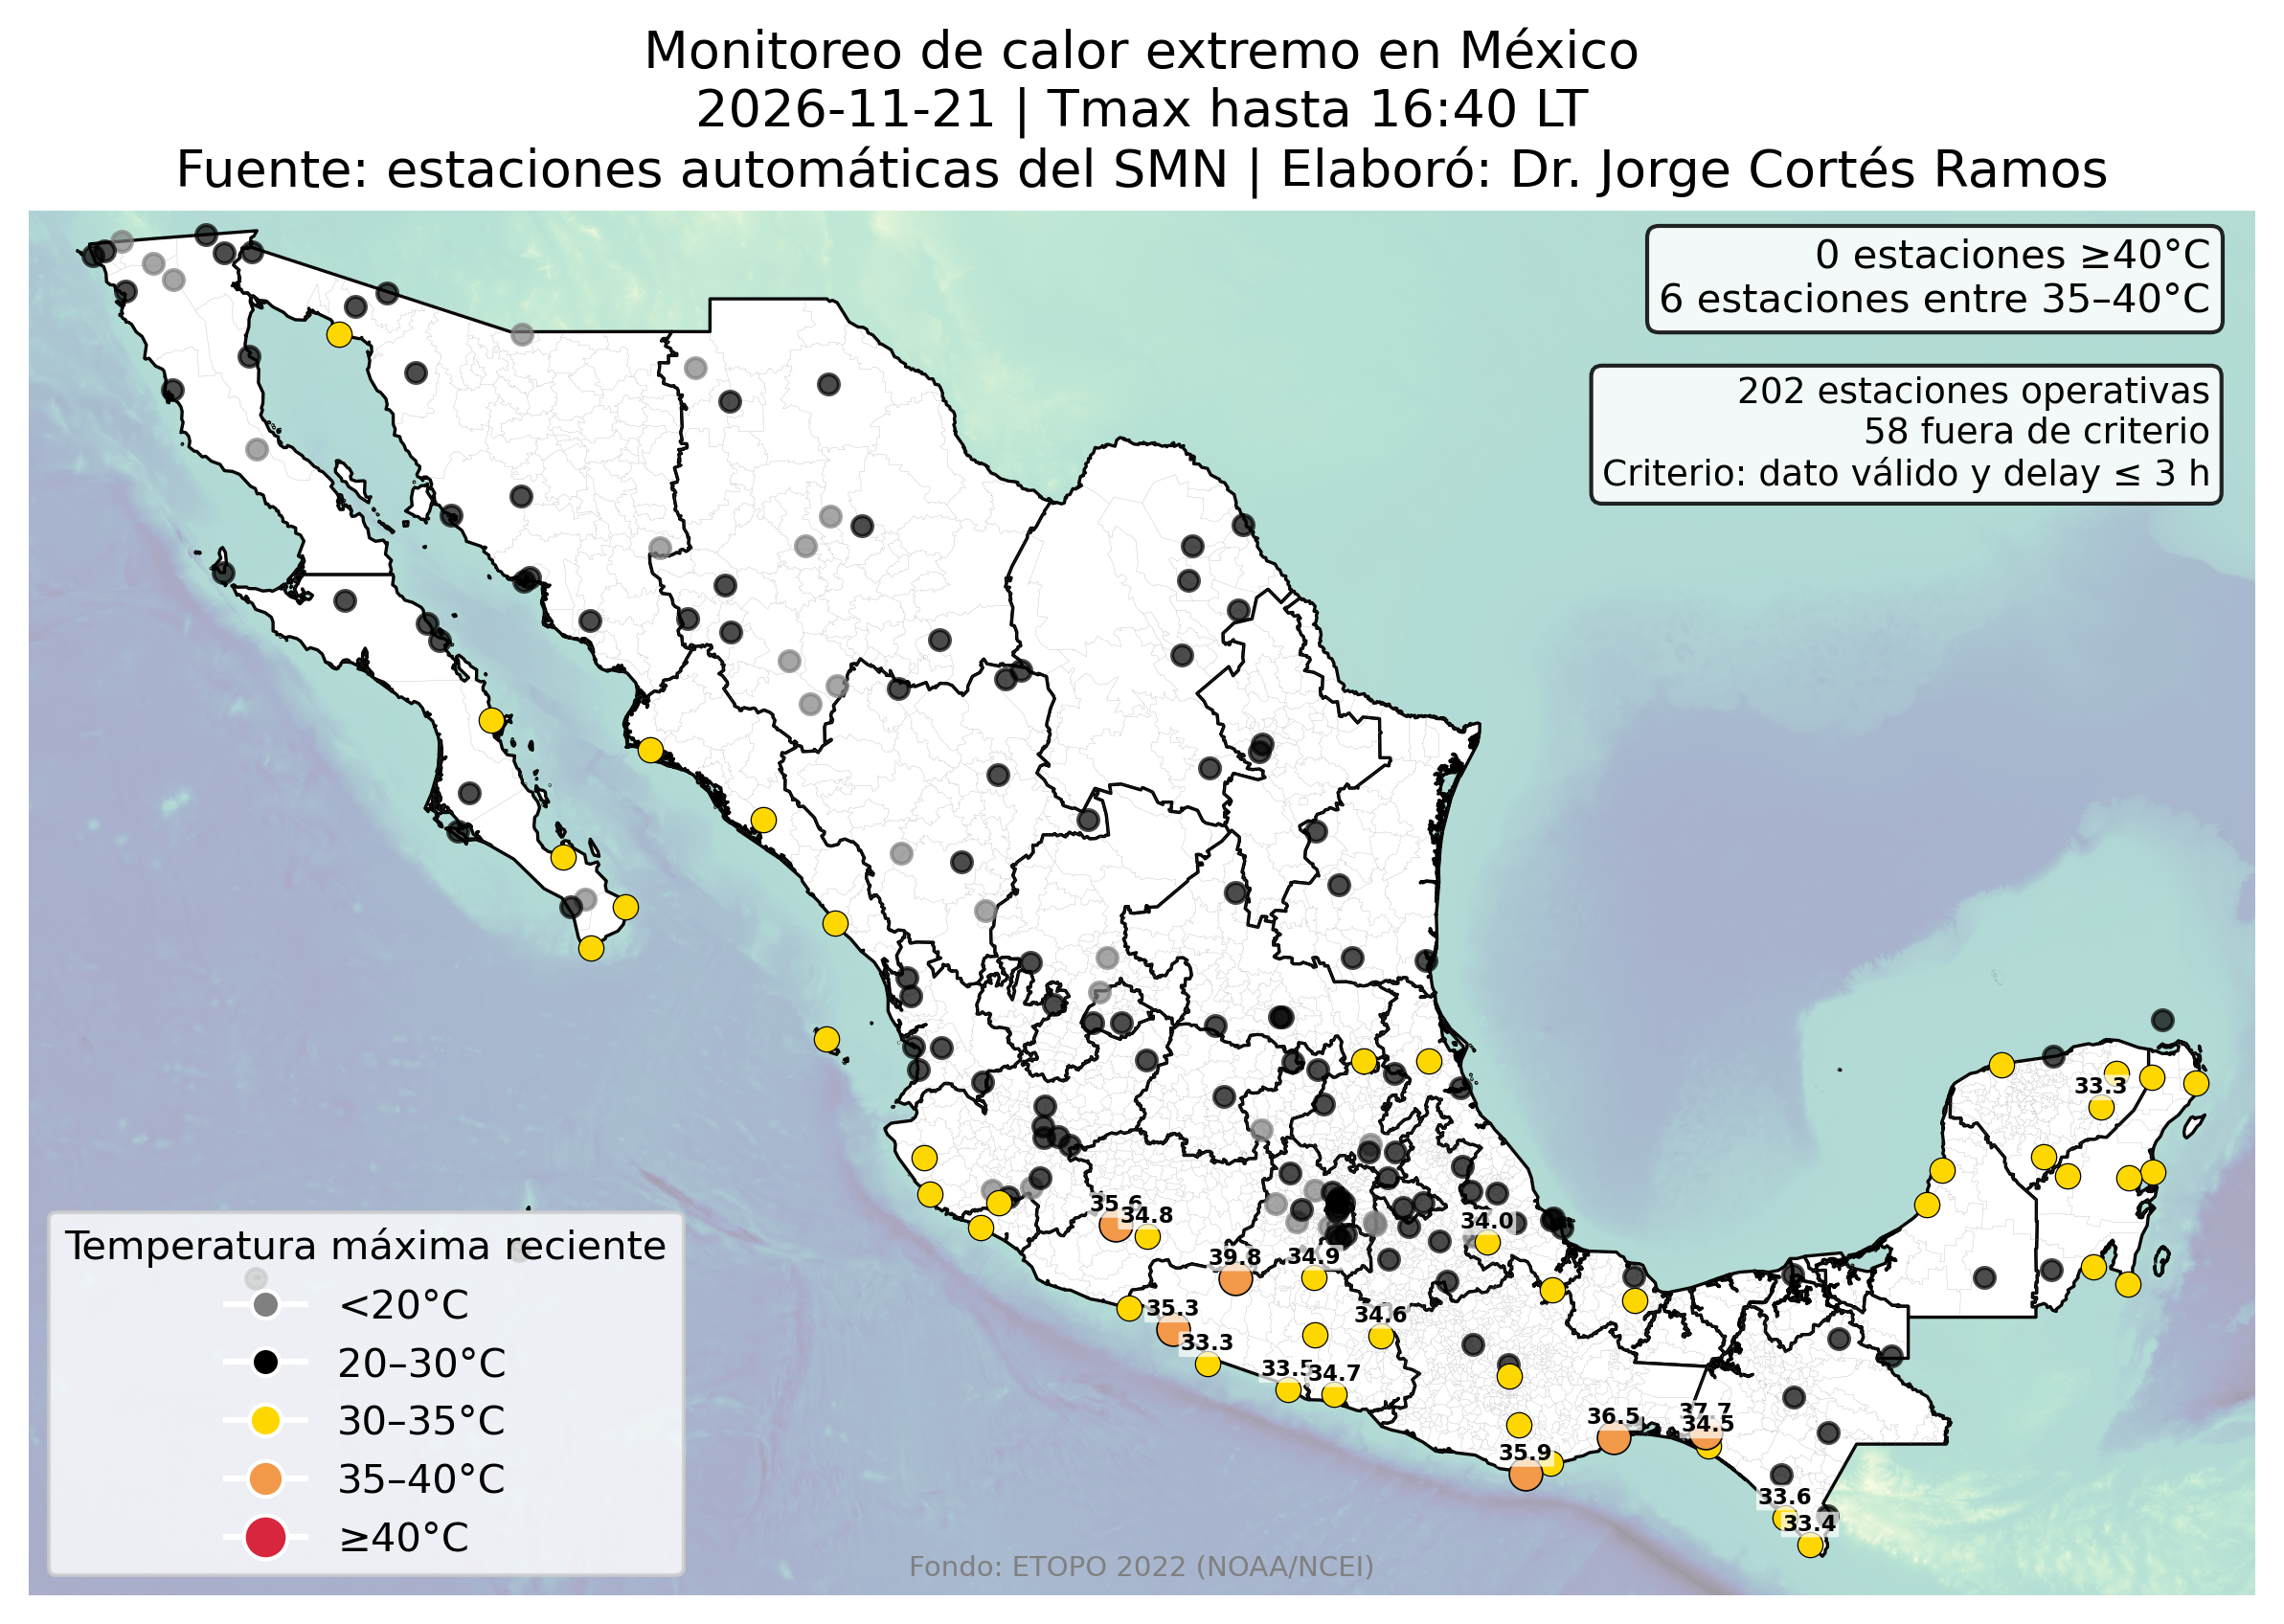 Monitoreo de calor extremo en México
2026-11-21 | Tmax hasta 16:40 LT
Fuente: estaciones automáticas del SMN | Elaboró: Dr. Jorge Cortés Ramos
0 estaciones ≥40°C
6 estaciones entre 35–40°C
202 estaciones operativas
58 fuera de criterio
Criterio: dato válido y delay ≤ 3 h
33.3
35.6
34.8
34.0
39.8
34.9
35.3
34.6
33.3
33.5
34.7
37.7
36.5
34.5
35.9
33.6
33.4
Temperatura máxima reciente
<20°C
20–30°C
30–35°C
35–40°C
≥40°C
Fondo: ETOPO 2022 (NOAA/NCEI)